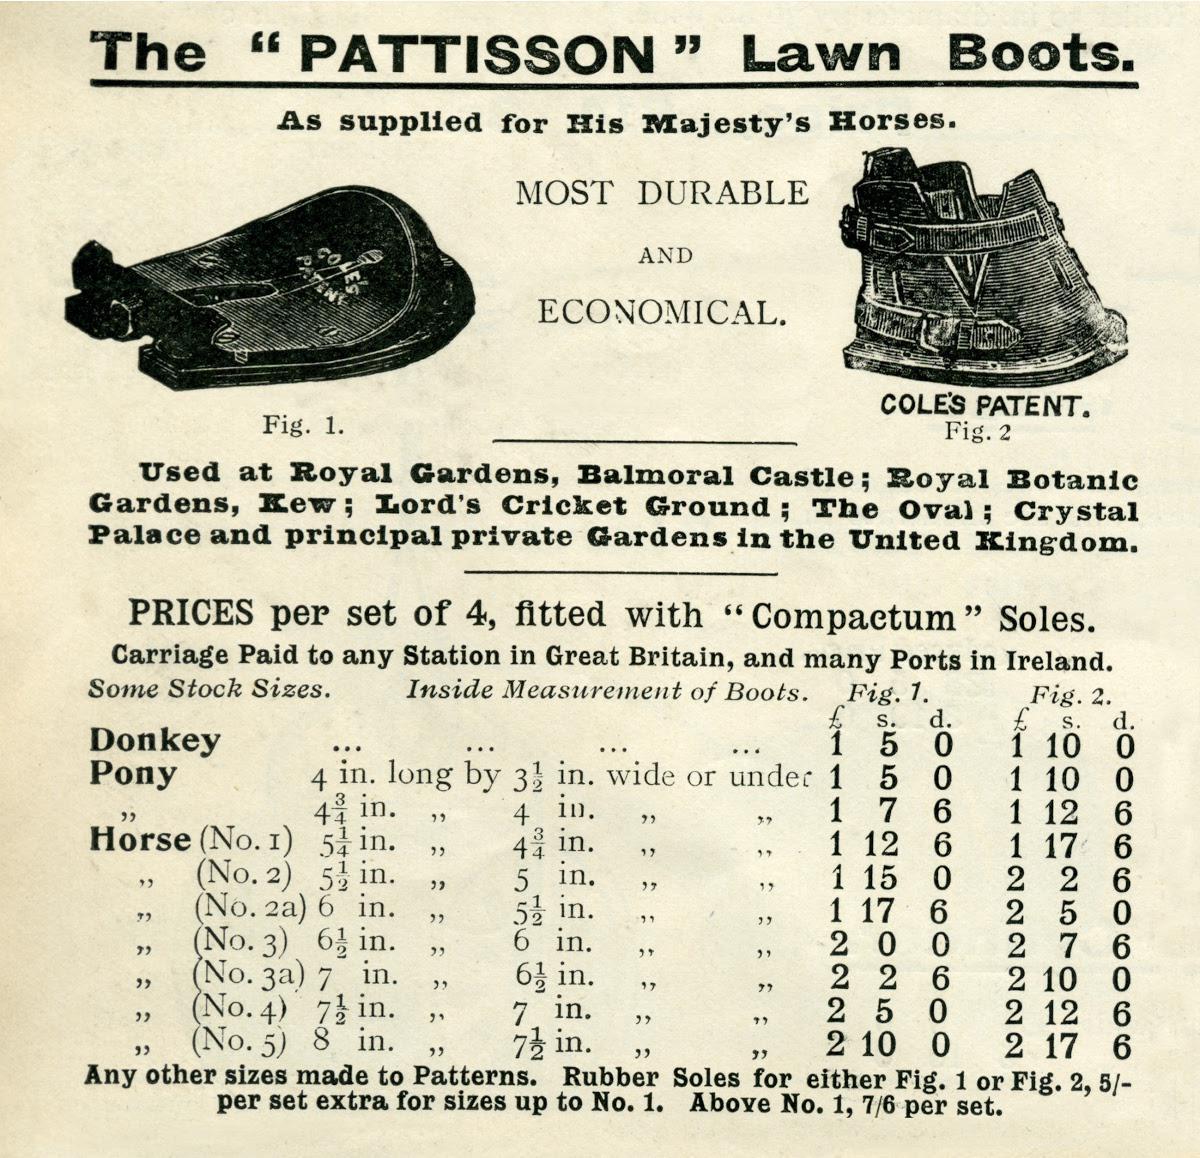 The “PATTISSON” Lawn Boots.
As supplied for His Majesty's Horses.
MOST DURABLE
AND
ECONOMICAL.
COLE'S
PATENT
Fig. 1.
COLE'S PATENT.
Fig. 2
Used at Royal Gardens, Balmoral Castle; Royal Botanic
Gardens, Kew; Lord's Cricket Ground; The Oval; Crystal
Palace and principal private Gardens in the United Kingdom.
PRICES per set of 4, fitted with “Compactum” Soles.
Carriage Paid to any Station in Great Britain, and many Ports in Ireland.
Some Stock Sizes. Inside Measurement of Boots. Fig. 1. Fig. 2.
£ s. d. £ s. d.
Donkey ... ... ... ... 1 5 0 1 10 0
Pony 4 in. long by 3½ in. wide or under 1 5 0 1 10 0
„ 4¾ in. „ 4 in. „ „ 1 7 6 1 12 6
Horse (No. 1) 5¼ in. „ 4¾ in. „ „ 1 12 6 1 17 6
„ (No. 2) 5½ in. „ 5 in. „ „ 1 15 0 2 2 6
„ (No. 2a) 6 in. „ 5½ in. „ „ 1 17 6 2 5 0
„ (No. 3) 6½ in. „ 6 in. „ „ 2 0 0 2 7 6
„ (No. 3a) 7 in. „ 6½ in. „ „ 2 2 6 2 10 0
„ (No. 4) 7½ in. „ 7 in. „ „ 2 5 0 2 12 6
„ (No. 5) 8 in. „ 7½ in. „ „ 2 10 0 2 17 6
Any other sizes made to Patterns. Rubber Soles for either Fig. 1 or Fig. 2, 5/-
per set extra for sizes up to No. 1. Above No. 1, 7/6 per set.